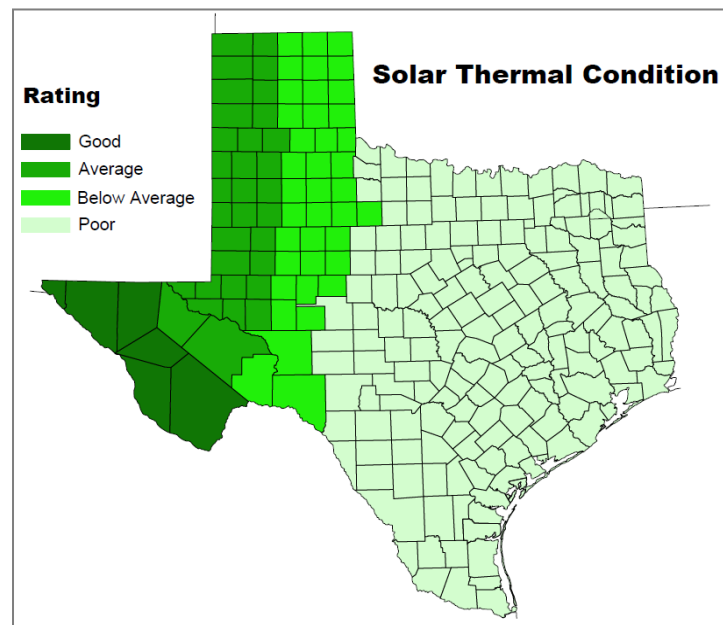 Solar Thermal Condition
Rating
Good
Average
Below Average
Poor